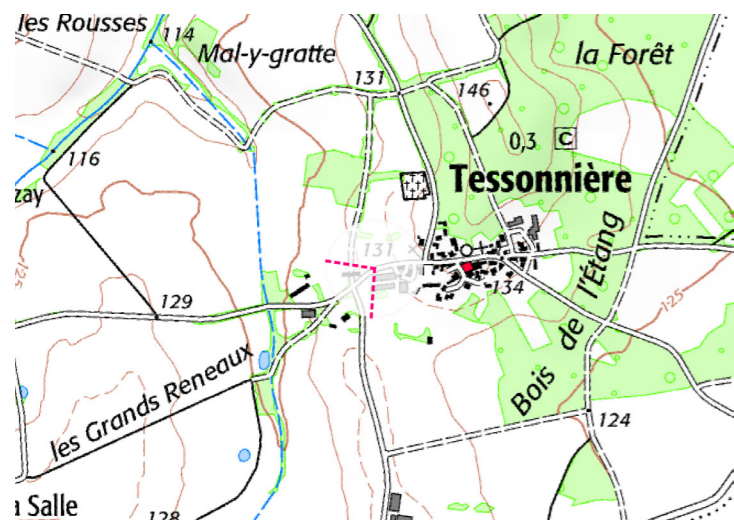 les Rousses
114
Mal-y-gratte
la Forêt
131
146
116
0,3 C
Tessonnière
zay
131
134
125
125
129
Bois de l'Étang
les Grands Reneaux
124
a Salle
128